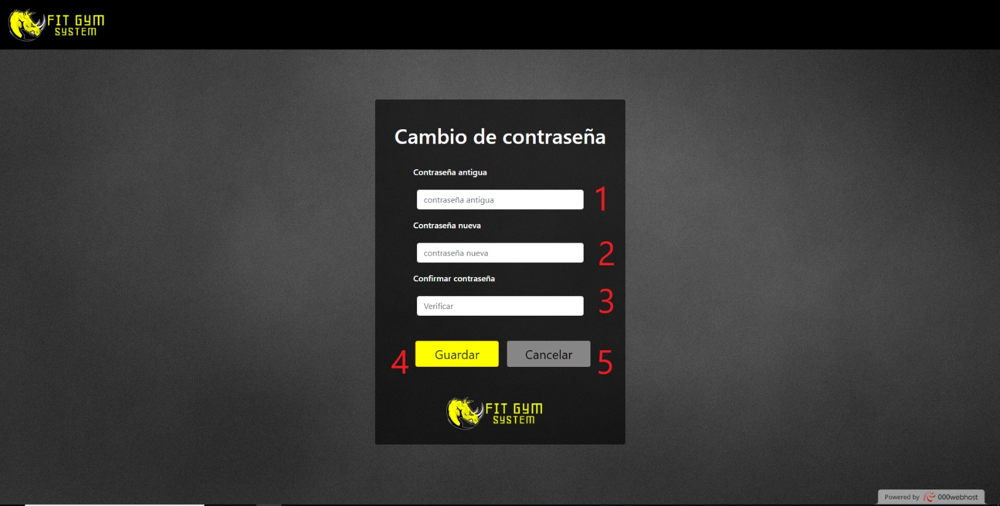 FIT GYM
SYSTEM
Cambio de contraseña
Contraseña antigua
contraseña antigua
1
Contraseña nueva
contraseña nueva
2
Confirmar contraseña
Verificar
3
4
Guardar
Cancelar
5
FIT GYM
SYSTEM
Powered by 000webhost